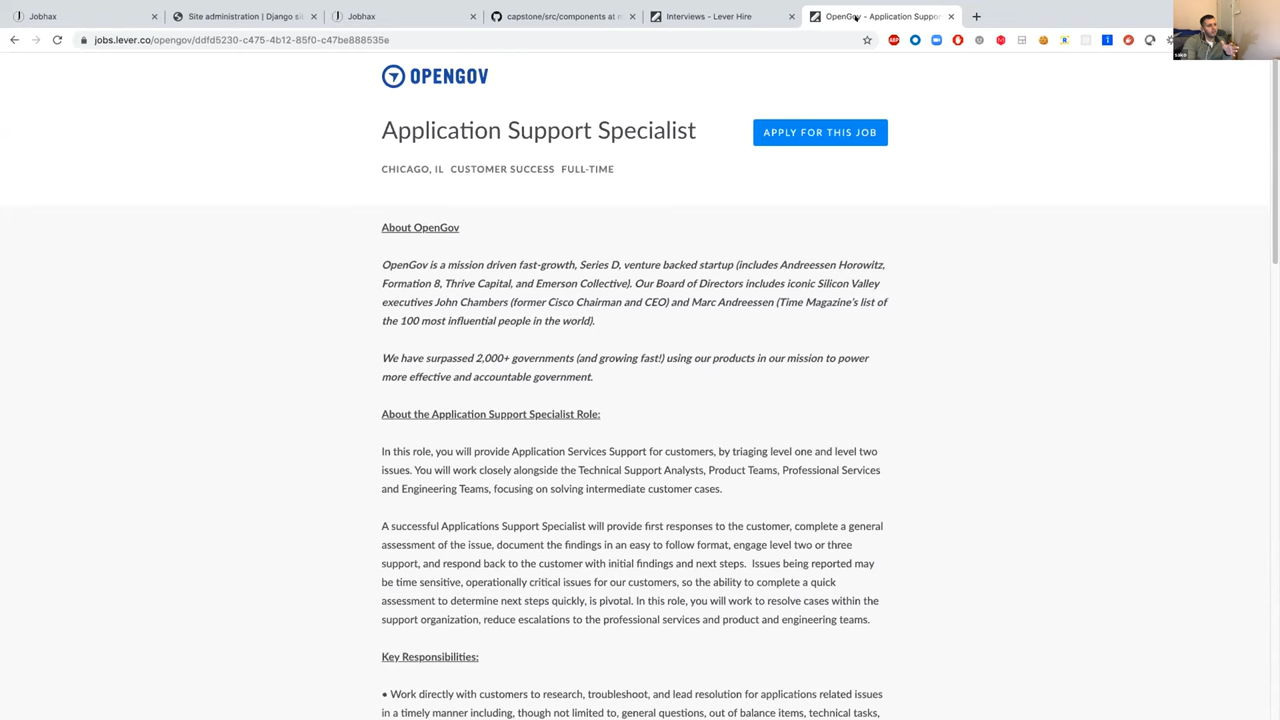 Jobhax
Site administration | Django si
Jobhax
capstone/src/components at n
Interviews - Lever Hire
OpenGov - Application Suppor
jobs.lever.co/opengov/ddfd5230-c475-4b12-85f0-c47be888535e
OPENGOV
Application Support Specialist
APPLY FOR THIS JOB
CHICAGO, IL CUSTOMER SUCCESS FULL-TIME
About OpenGov
OpenGov is a mission driven fast-growth, Series D, venture backed startup (includes Andreessen Horowitz,
Formation 8, Thrive Capital, and Emerson Collective). Our Board of Directors includes iconic Silicon Valley
executives John Chambers (former Cisco Chairman and CEO) and Marc Andreessen (Time Magazine's list of
the 100 most influential people in the world).
We have surpassed 2,000+ governments (and growing fast!) using our products in our mission to power
more effective and accountable government.
About the Application Support Specialist Role:
In this role, you will provide Application Services Support for customers, by triaging level one and level two
issues. You will work closely alongside the Technical Support Analysts, Product Teams, Professional Services
and Engineering Teams, focusing on solving intermediate customer cases.
A successful Applications Support Specialist will provide first responses to the customer, complete a general
assessment of the issue, document the findings in an easy to follow format, engage level two or three
support, and respond back to the customer with initial findings and next steps. Issues being reported may
be time sensitive, operationally critical issues for our customers, so the ability to complete a quick
assessment to determine next steps quickly, is pivotal. In this role, you will work to resolve cases within the
support organization, reduce escalations to the professional services and product and engineering teams.
Key Responsibilities:
• Work directly with customers to research, troubleshoot, and lead resolution for applications related issues
in a timely manner including, though not limited to, general questions, out of balance items, technical tasks,